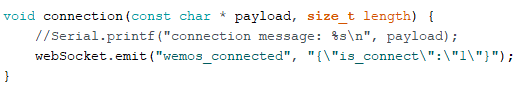 void connection(const char * payload, size_t length) {
    //Serial.printf("connection message: %s\n", payload);
    webSocket.emit("wemos_connected", "{\"is_connect\":\"1\"}");
}